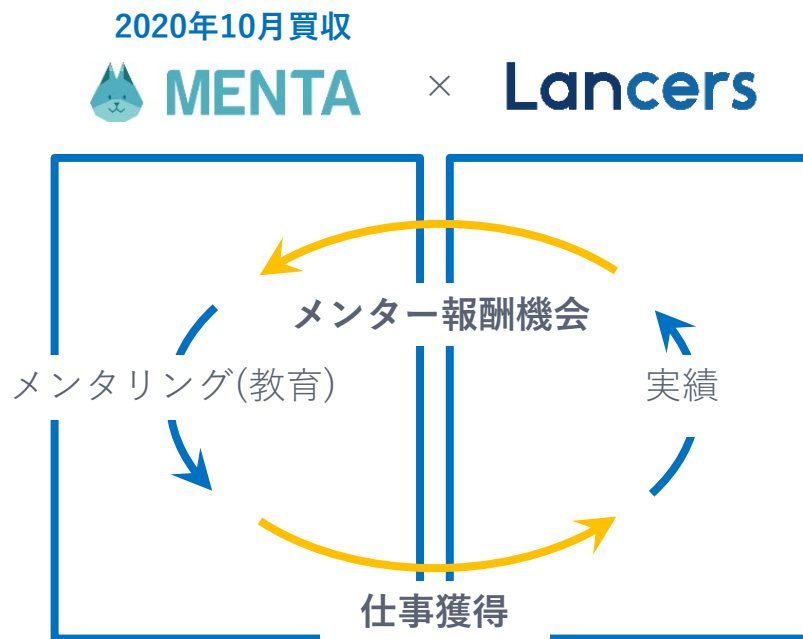 2020年10月買収
MENTA × Lancers
メンター報酬機会
メンタリング(教育)
実績
仕事獲得